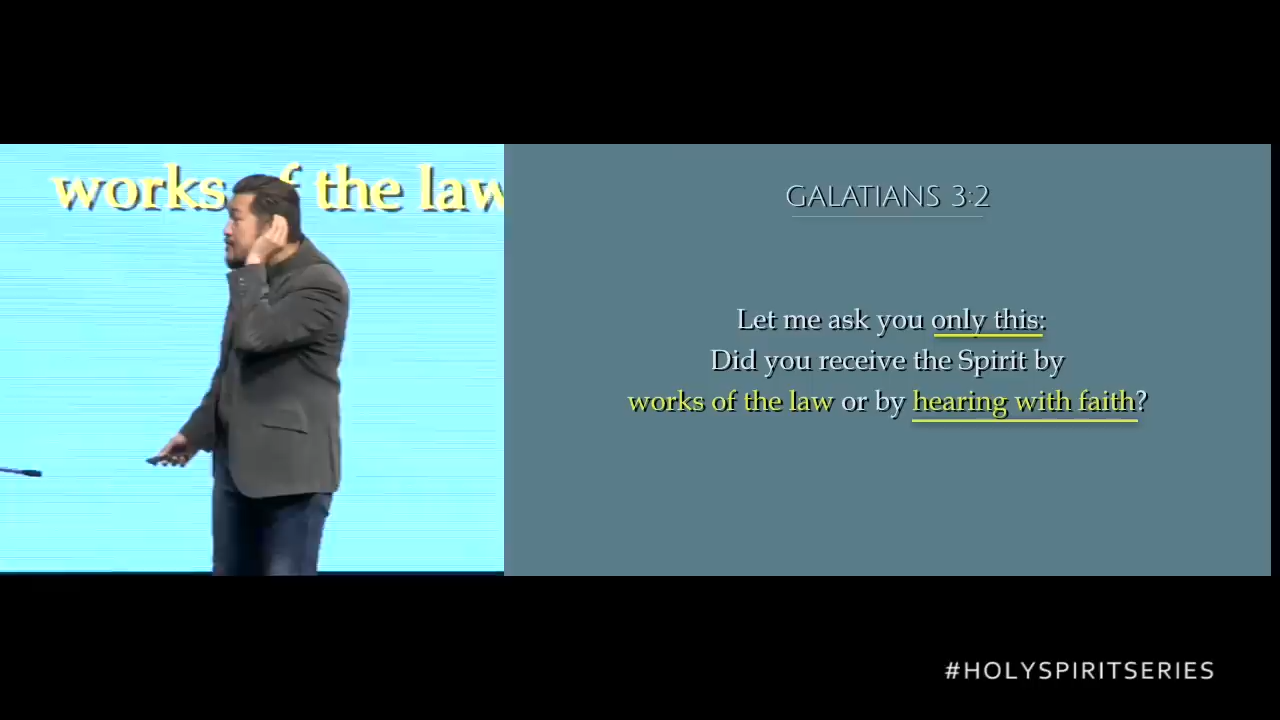 works of the law
GALATIANS 3:2
Let me ask you only this:
Did you receive the Spirit by
works of the law or by hearing with faith?
#HOLYSPIRITSERIES